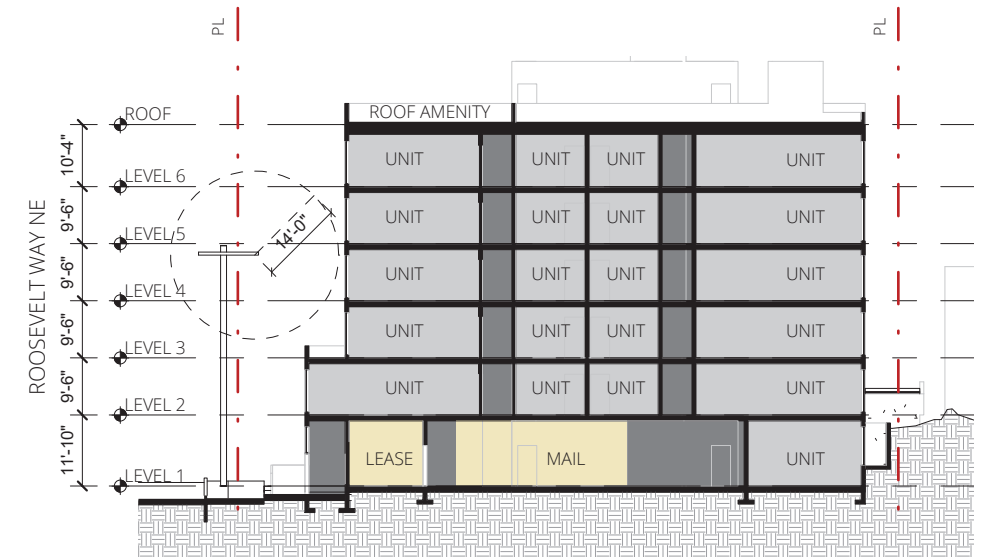 PL
PL
ROOF
ROOF AMENITY
10'-4"
UNIT
UNIT
UNIT
UNIT
LEVEL 6
9'-6"
UNIT
UNIT
UNIT
UNIT
14'-0"
LEVEL 5
9'-6"
UNIT
UNIT
UNIT
UNIT
ROOSEVELT WAY NE
LEVEL 4
9'-6"
UNIT
UNIT
UNIT
UNIT
LEVEL 3
9'-6"
UNIT
UNIT
UNIT
UNIT
LEVEL 2
11'-10"
LEASE
MAIL
UNIT
LEVEL 1